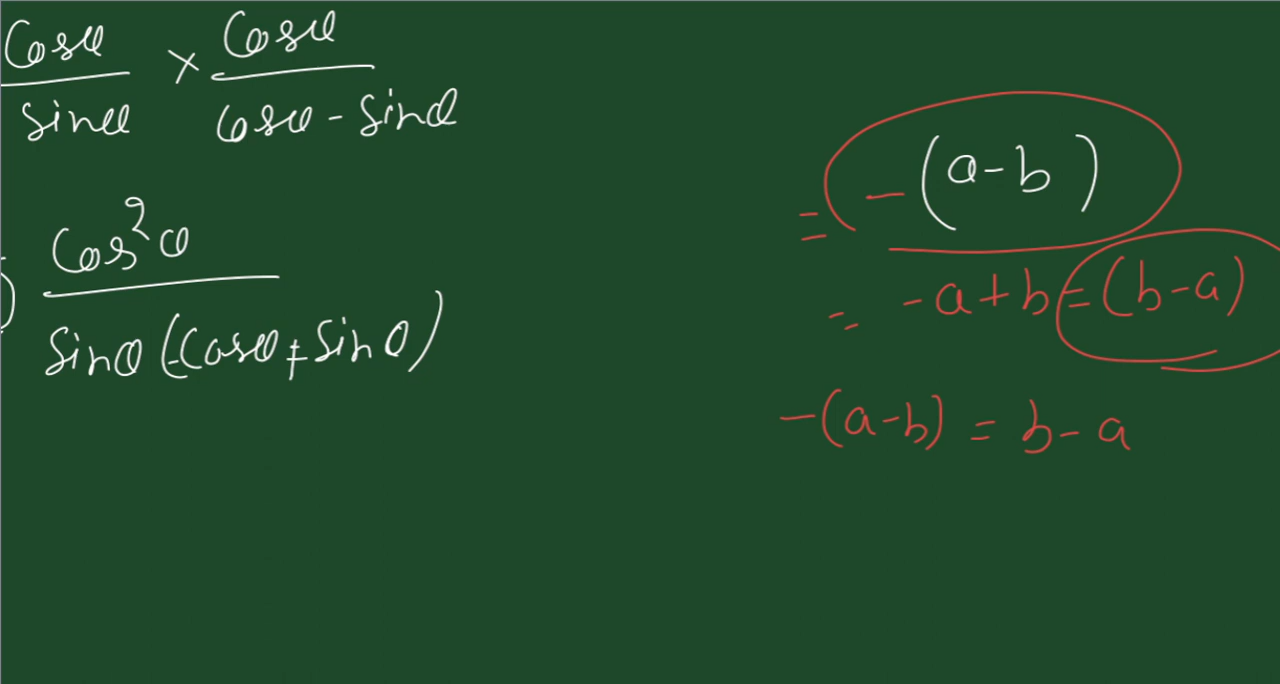 Cosθ/sinθ × Cosθ/(Cosθ - Sinθ)
Cos²θ/(Sinθ(-Cosθ + Sinθ))
= -(a-b)
= -a+b = (b-a)
-(a-b) = b-a